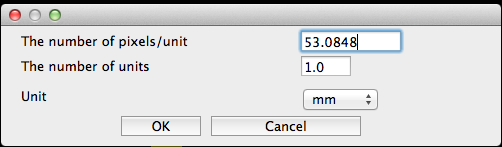 The number of pixels/unit 53.0848
The number of units 1.0
Unit mm
OK Cancel